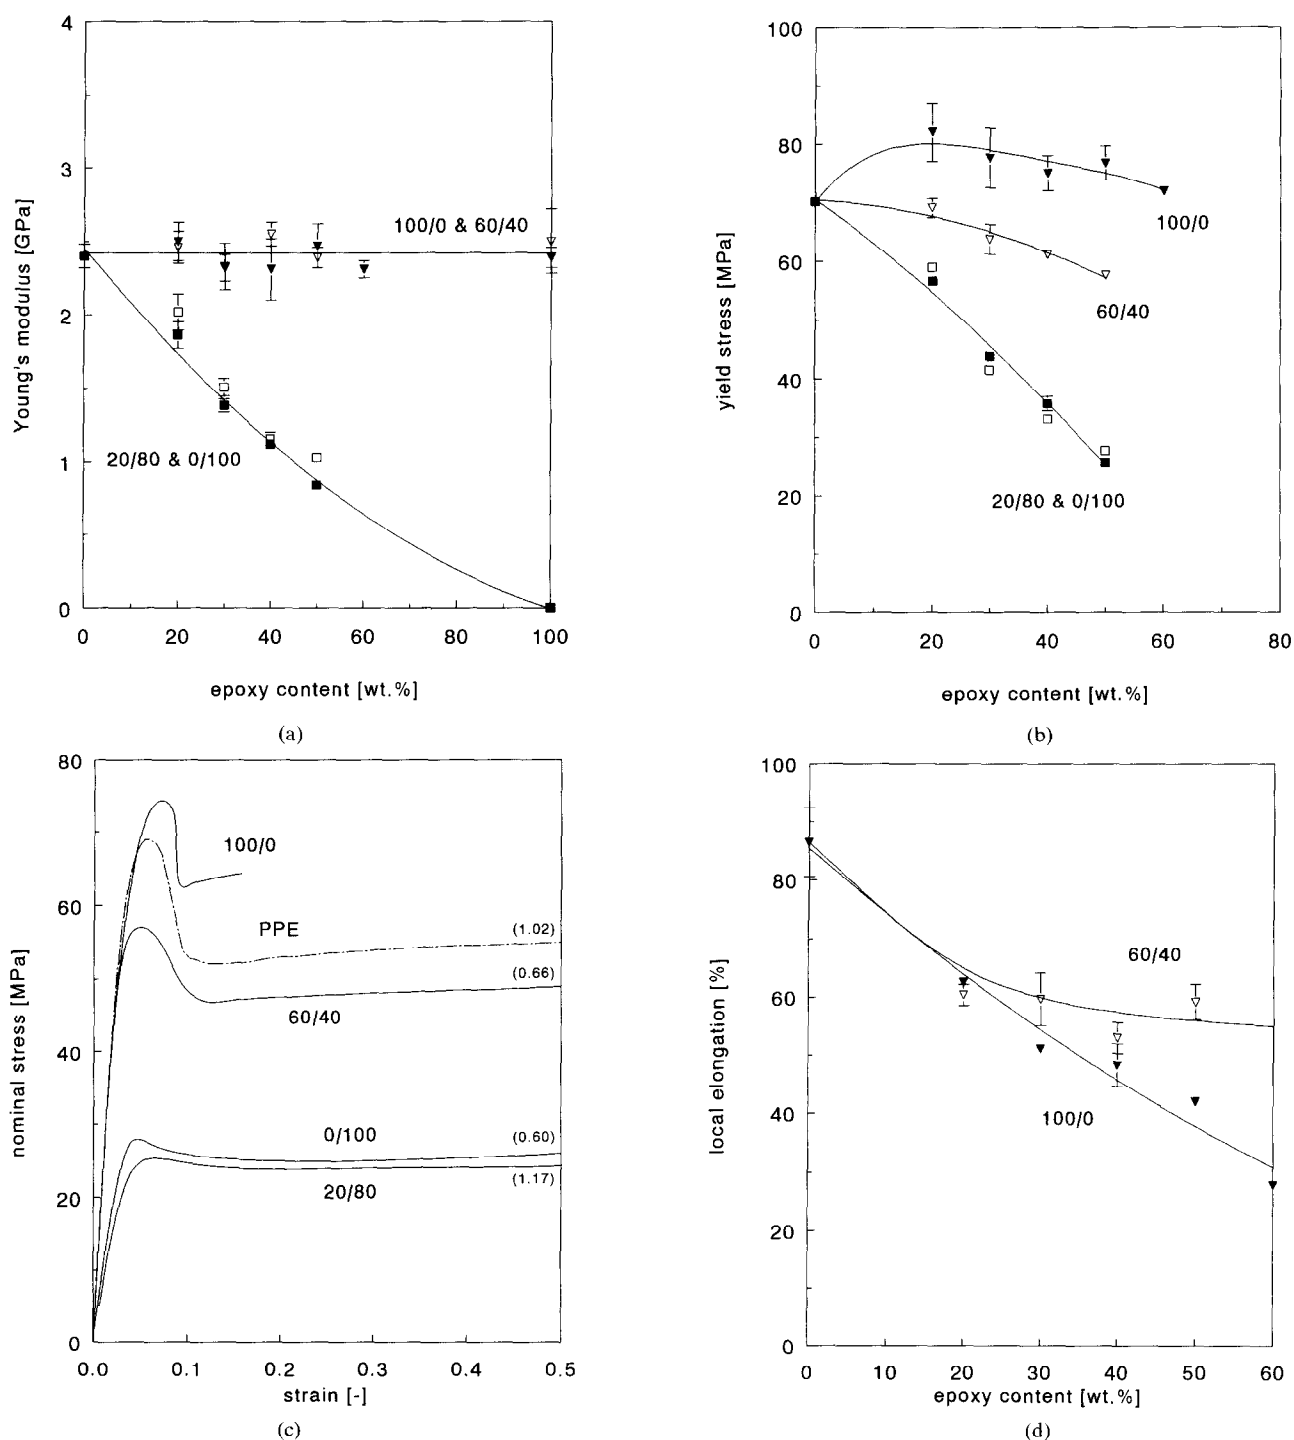 4
3
2
1
0
Young's modulus [GPa]
100/0 & 60/40
20/80 & 0/100
0 20 40 60 80 100
epoxy content [wt.%]
(a)
100
80
60
40
20
0
yield stress [MPa]
100/0
60/40
20/80 & 0/100
0 20 40 60 80
epoxy content [wt.%]
(b)
80
60
40
20
0
nominal stress [MPa]
100/0
PPE
(1.02)
(0.66)
60/40
0/100
(0.60)
20/80
(1.17)
0.0 0.1 0.2 0.3 0.4 0.5
strain [-]
(c)
100
80
60
40
20
0
local elongation [%]
60/40
100/0
0 10 20 30 40 50 60
epoxy content [wt.%]
(d)